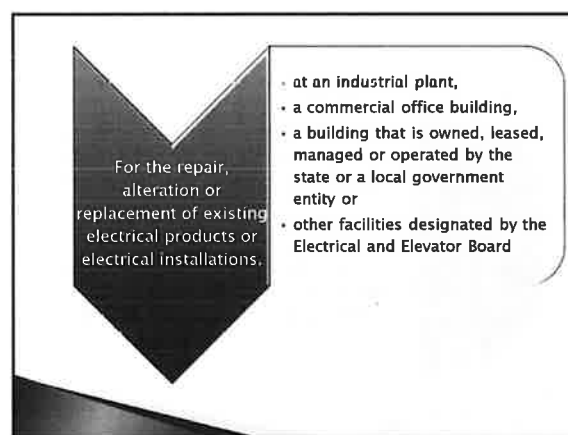 For the repair,
alteration or
replacement of existing
electrical products or
electrical installations.
• at an industrial plant,
• a commercial office building,
• a building that is owned, leased,
managed or operated by the
state or a local government
entity or
• other facilities designated by the
Electrical and Elevator Board